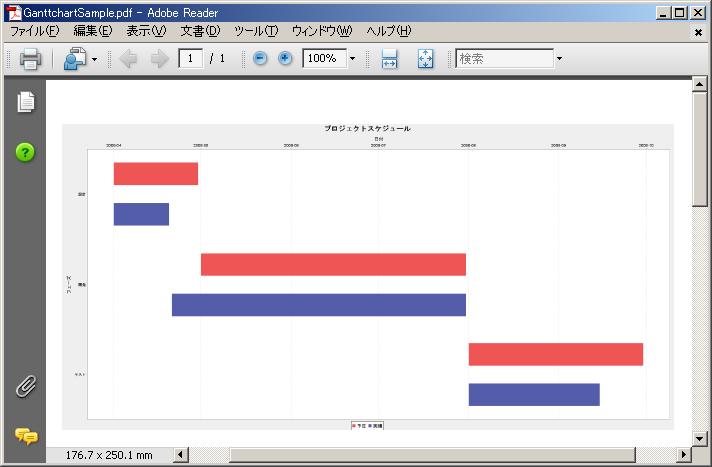 GanttchartSample.pdf - Adobe Reader
ファイル(F) 編集(E) 表示(V) 文書(D) ツール(T) ウィンドウ(W) ヘルプ(H)
1 / 1 100% 検索
プロジェクトスケジュール
日付
2008-04 2008-05 2008-06 2008-07 2008-08 2008-09 2008-10
設計
開発
フェーズ
テスト
予定 実績
176.7 x 250.1 mm